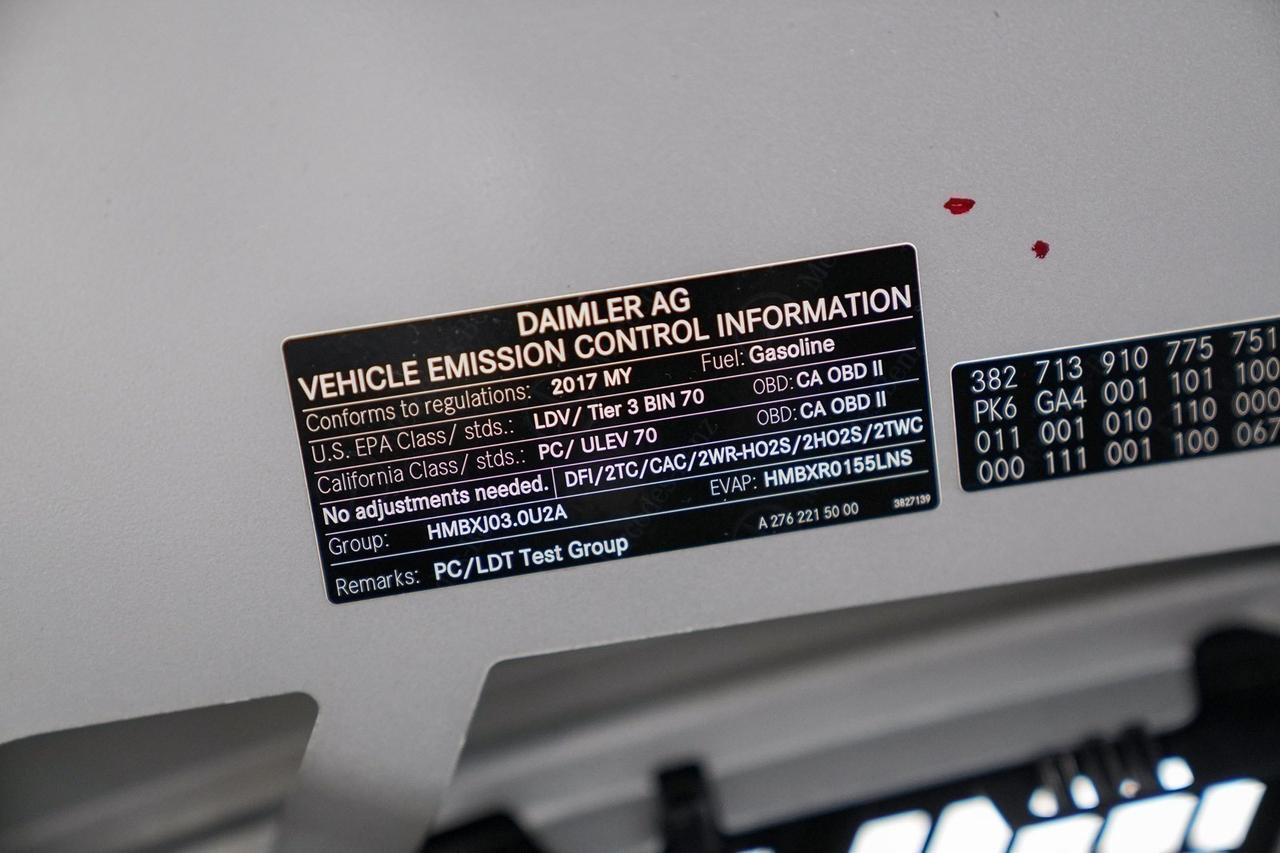 DAIMLER AG
VEHICLE EMISSION CONTROL INFORMATION
Conforms to regulations: 2017 MY Fuel: Gasoline
U.S. EPA Class/ stds.: LDV/ Tier 3 BIN 70 OBD: CA OBD II
California Class/ stds.: PC/ ULEV 70 OBD: CA OBD II
No adjustments needed. DFI/2TC/CAC/2WR-HO2S/2HO2S/2TWC
Group: HMBXJ03.0U2A EVAP: HMBXR0155LNS
Remarks: PC/LDT Test Group A 276 221 50 00 3827139
382 713 910 775 751
PK6 GA4 001 101 100
011 001 010 110 000
000 111 001 100 067